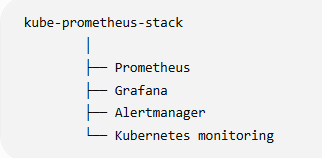 kube-prometheus-stack
│
├── Prometheus
├── Grafana
├── Alertmanager
└── Kubernetes monitoring